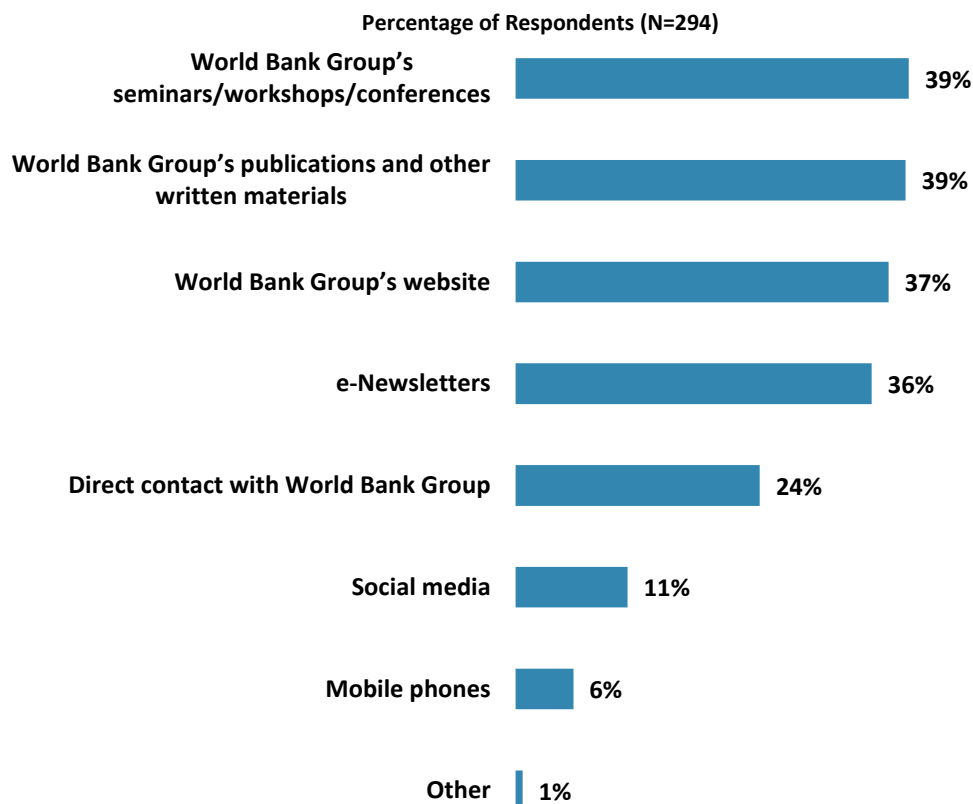 Percentage of Respondents (N=294)
World Bank Group’s
seminars/workshops/conferences
39%
World Bank Group’s publications and other
written materials
39%
World Bank Group’s website
37%
e-Newsletters
36%
Direct contact with World Bank Group
24%
Social media
11%
Mobile phones
6%
Other
1%